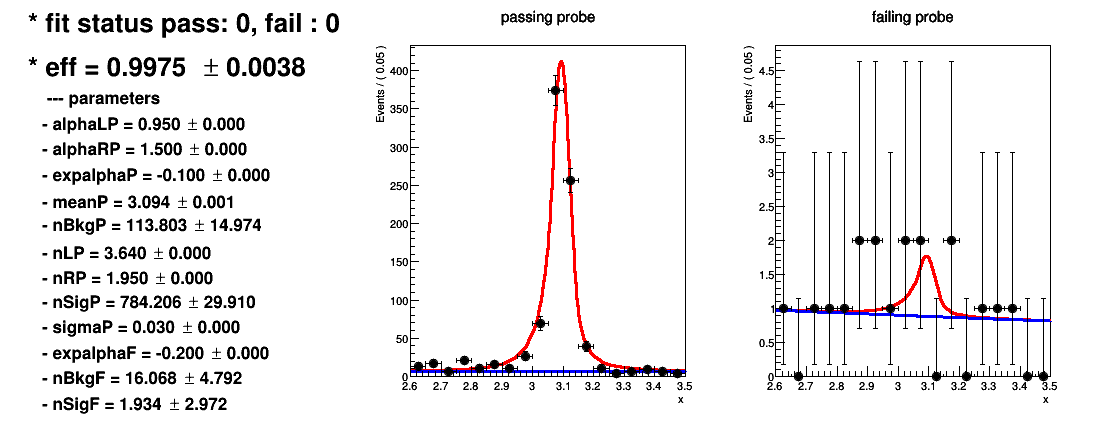 * fit status pass: 0, fail : 0
* eff = 0.9975 ± 0.0038
--- parameters
- alphaLP = 0.950 ± 0.000
- alphaRP = 1.500 ± 0.000
- expalphaP = -0.100 ± 0.000
- meanP = 3.094 ± 0.001
- nBkgP = 113.803 ± 14.974
- nLP = 3.640 ± 0.000
- nRP = 1.950 ± 0.000
- nSigP = 784.206 ± 29.910
- sigmaP = 0.030 ± 0.000
- expalphaF = -0.200 ± 0.000
- nBkgF = 16.068 ± 4.792
- nSigF = 1.934 ± 2.972
passing probe
Events / ( 0.05 )
400
350
300
250
200
150
100
50
0
2.6 2.7 2.8 2.9 3 3.1 3.2 3.3 3.4 3.5
x
failing probe
Events / ( 0.05 )
4.5
4
3.5
3
2.5
2
1.5
1
0.5
0
2.6 2.7 2.8 2.9 3 3.1 3.2 3.3 3.4 3.5
x